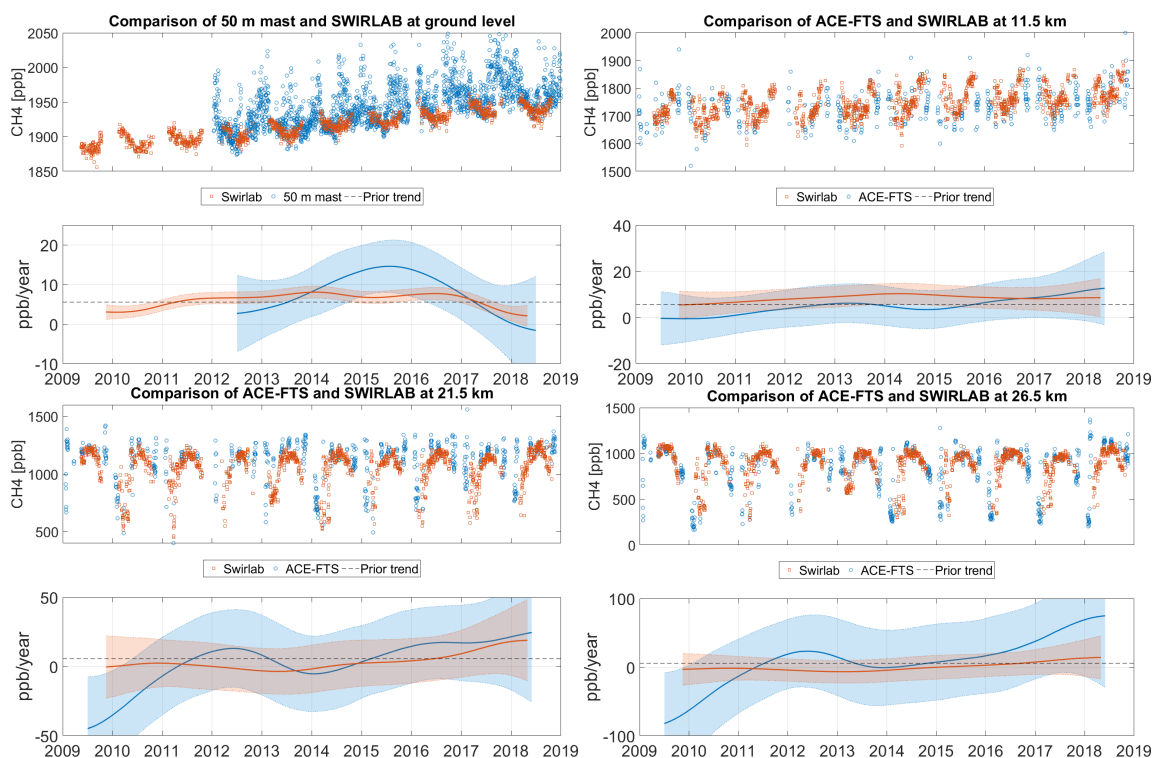 Comparison of 50 m mast and SWIRLAB at ground level
CH4 [ppb]
2050
2000
1950
1900
1850
Swirlab 50 m mast Prior trend
ppb/year
20
10
0
-10
2009 2010 2011 2012 2013 2014 2015 2016 2017 2018 2019
Comparison of ACE-FTS and SWIRLAB at 11.5 km
CH4 [ppb]
2000
1900
1800
1700
1600
1500
Swirlab ACE-FTS Prior trend
ppb/year
40
20
0
-20
2009 2010 2011 2012 2013 2014 2015 2016 2017 2018 2019
Comparison of ACE-FTS and SWIRLAB at 21.5 km
CH4 [ppb]
1500
1000
500
Swirlab ACE-FTS Prior trend
ppb/year
50
0
-50
2009 2010 2011 2012 2013 2014 2015 2016 2017 2018 2019
Comparison of ACE-FTS and SWIRLAB at 26.5 km
CH4 [ppb]
1500
1000
500
0
Swirlab ACE-FTS Prior trend
ppb/year
100
0
-100
2009 2010 2011 2012 2013 2014 2015 2016 2017 2018 2019